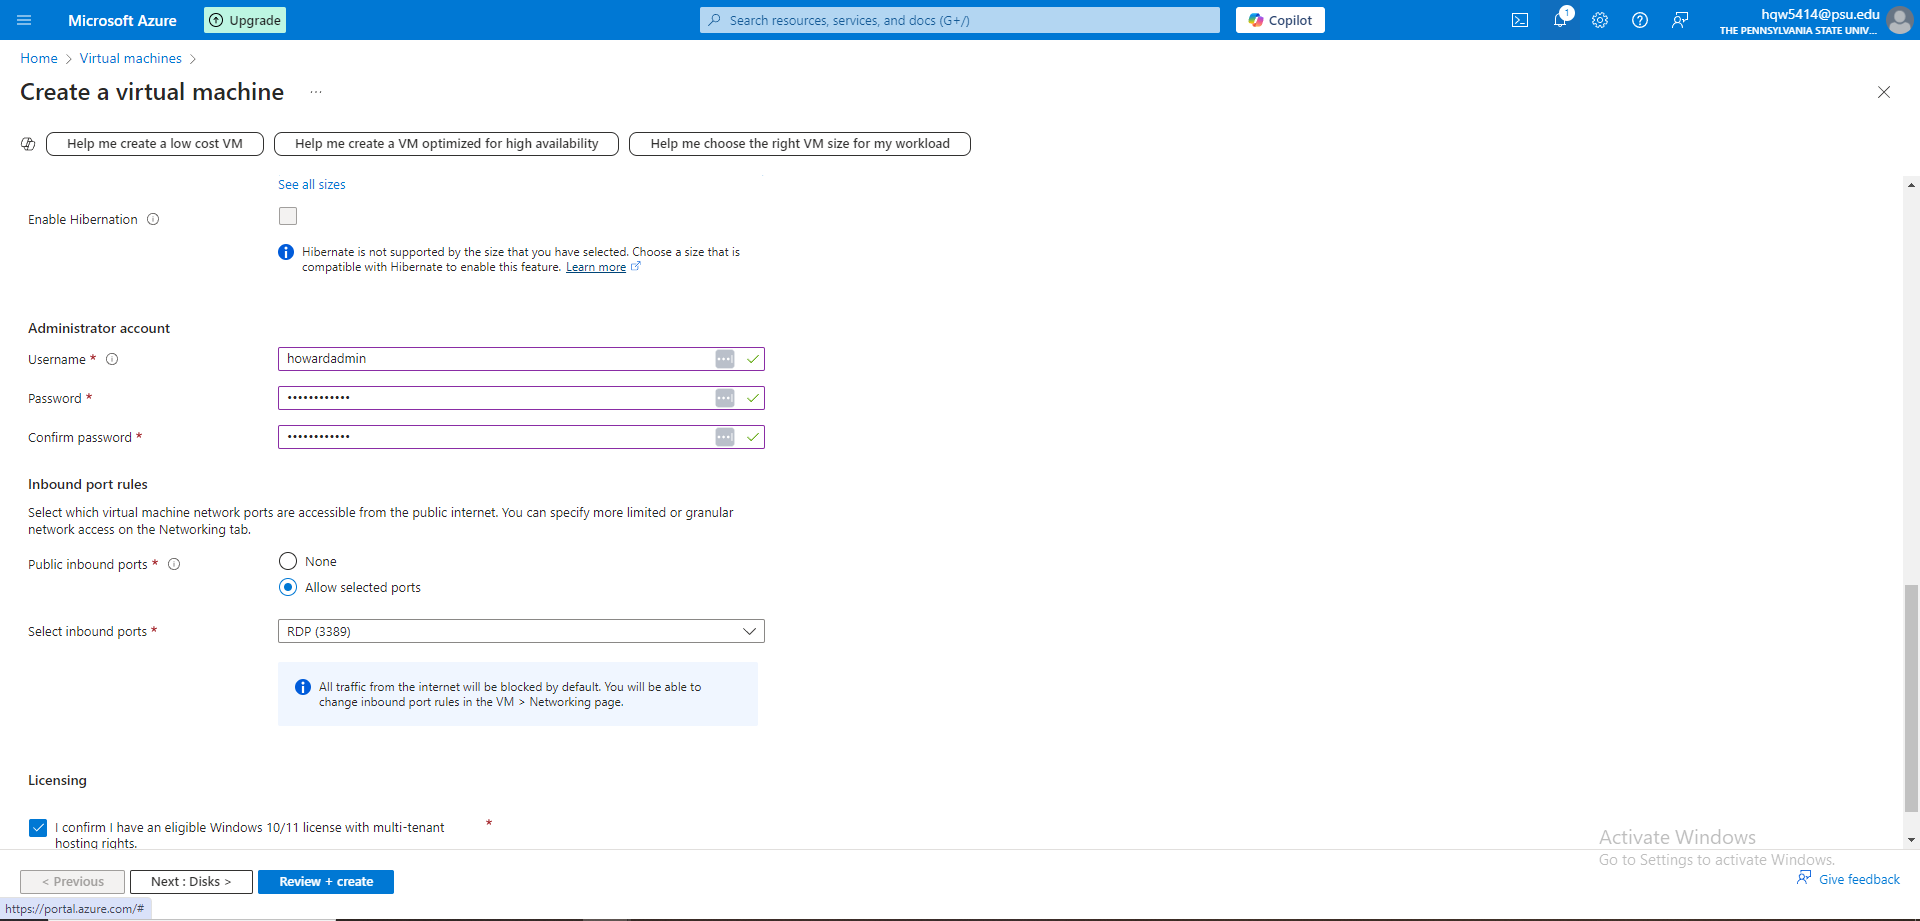 Microsoft Azure
Upgrade
Search resources, services, and docs (G+/)
Copilot
1
hqw5414@psu.edu
THE PENNSYLVANIA STATE UNIV...
Home > Virtual machines >
Create a virtual machine ...
Help me create a low cost VM
Help me create a VM optimized for high availability
Help me choose the right VM size for my workload
See all sizes
Enable Hibernation
Hibernate is not supported by the size that you have selected. Choose a size that is
compatible with Hibernate to enable this feature. Learn more
Administrator account
Username *
howardadmin
Password *
••••••••••••
Confirm password *
••••••••••••
Inbound port rules
Select which virtual machine network ports are accessible from the public internet. You can specify more limited or granular
network access on the Networking tab.
Public inbound ports *
None
Allow selected ports
Select inbound ports *
RDP (3389)
All traffic from the internet will be blocked by default. You will be able to
change inbound port rules in the VM > Networking page.
Licensing
I confirm I have an eligible Windows 10/11 license with multi-tenant *
hosting rights.
Activate Windows
Go to Settings to activate Windows.
< Previous
Next : Disks >
Review + create
Give feedback
https://portal.azure.com/#